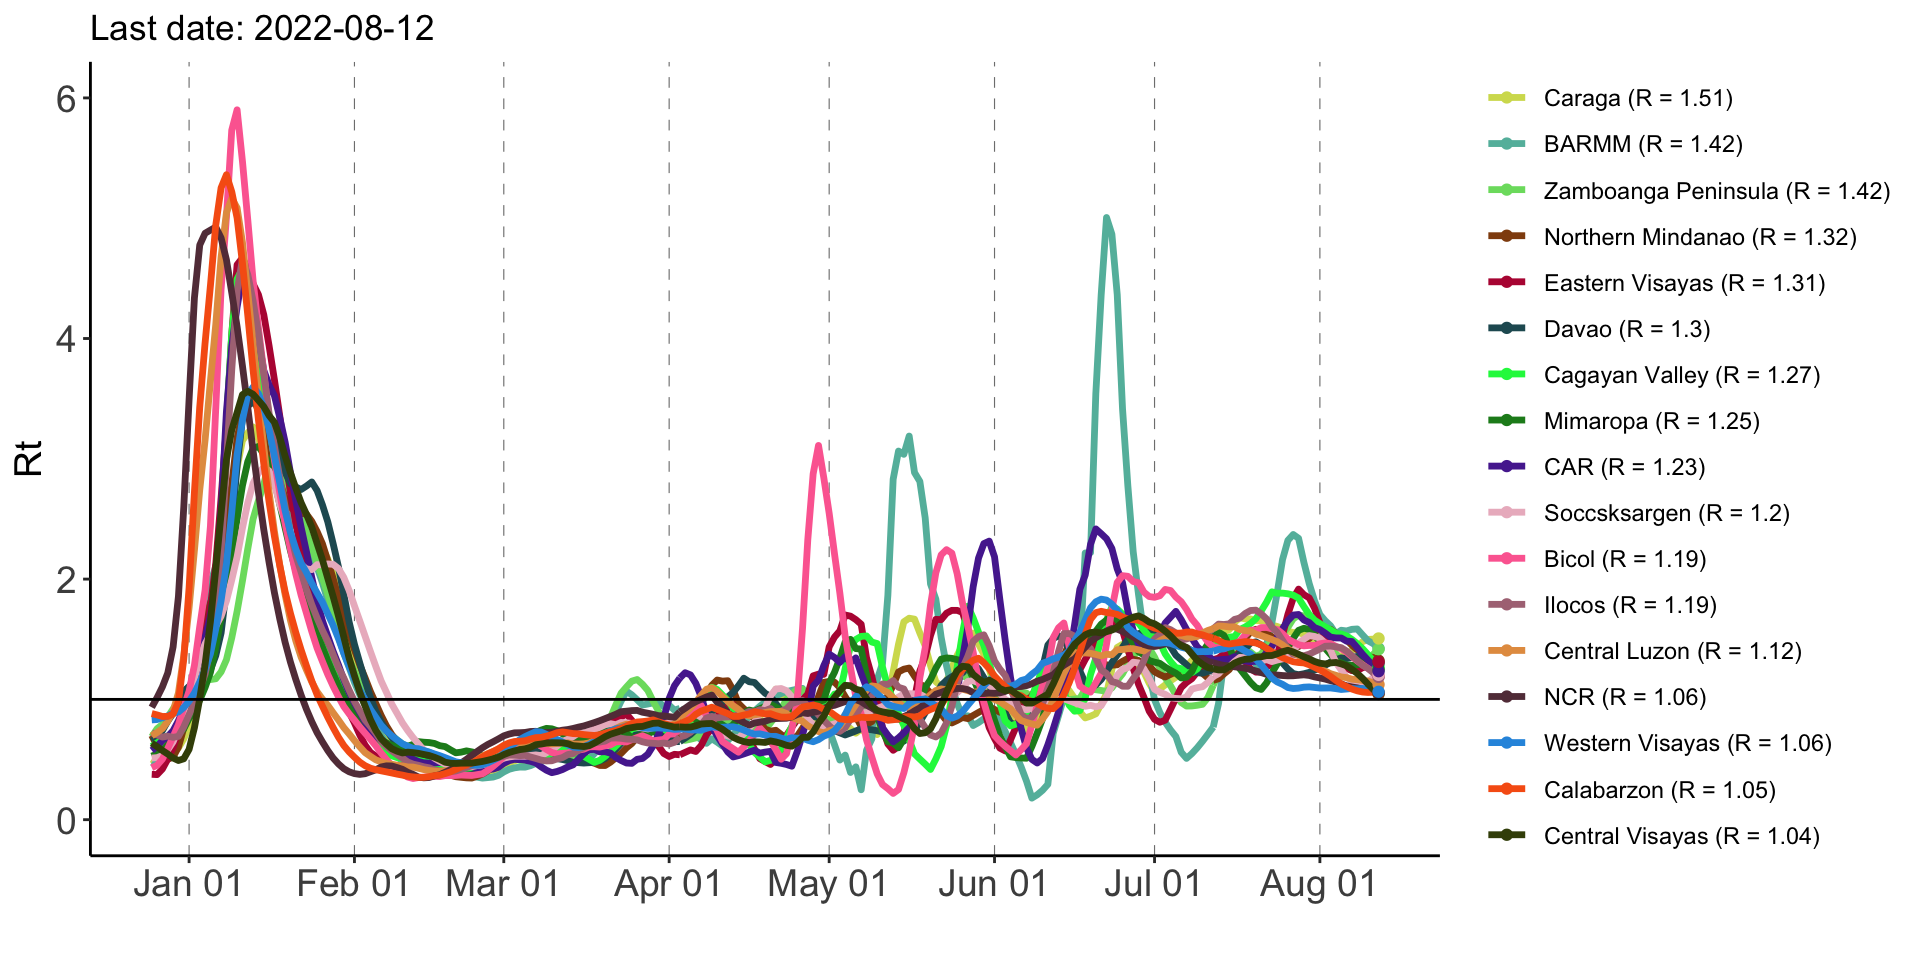 Last date: 2022-08-12
6
4
2
0
Rt
Jan 01
Feb 01
Mar 01
Apr 01
May 01
Jun 01
Jul 01
Aug 01
Caraga (R = 1.51)
BARMM (R = 1.42)
Zamboanga Peninsula (R = 1.42)
Northern Mindanao (R = 1.32)
Eastern Visayas (R = 1.31)
Davao (R = 1.3)
Cagayan Valley (R = 1.27)
Mimaropa (R = 1.25)
CAR (R = 1.23)
Soccsksargen (R = 1.2)
Bicol (R = 1.19)
Ilocos (R = 1.19)
Central Luzon (R = 1.12)
NCR (R = 1.06)
Western Visayas (R = 1.06)
Calabarzon (R = 1.05)
Central Visayas (R = 1.04)